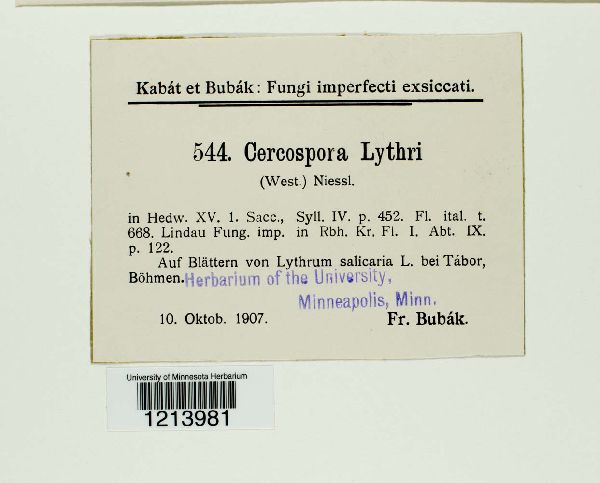 Kabát et Bubák: Fungi imperfecti exsiccati.
544. Cercospora Lythri
(West.) Niessl.
in Hedw. XV. 1. Sacc., Syll. IV. p. 452. Fl. ital. t.
668. Lindau Fung. imp. in Rbh. Kr. Fl. I. Abt. IX.
p. 122.
Auf Blättern von Lythrum salicaria L. bei Tábor,
Böhmen.
Herbarium of the University,
Minneapolis, Minn.
10. Oktob. 1907. Fr. Bubák.
University of Minnesota Herbarium
1213981